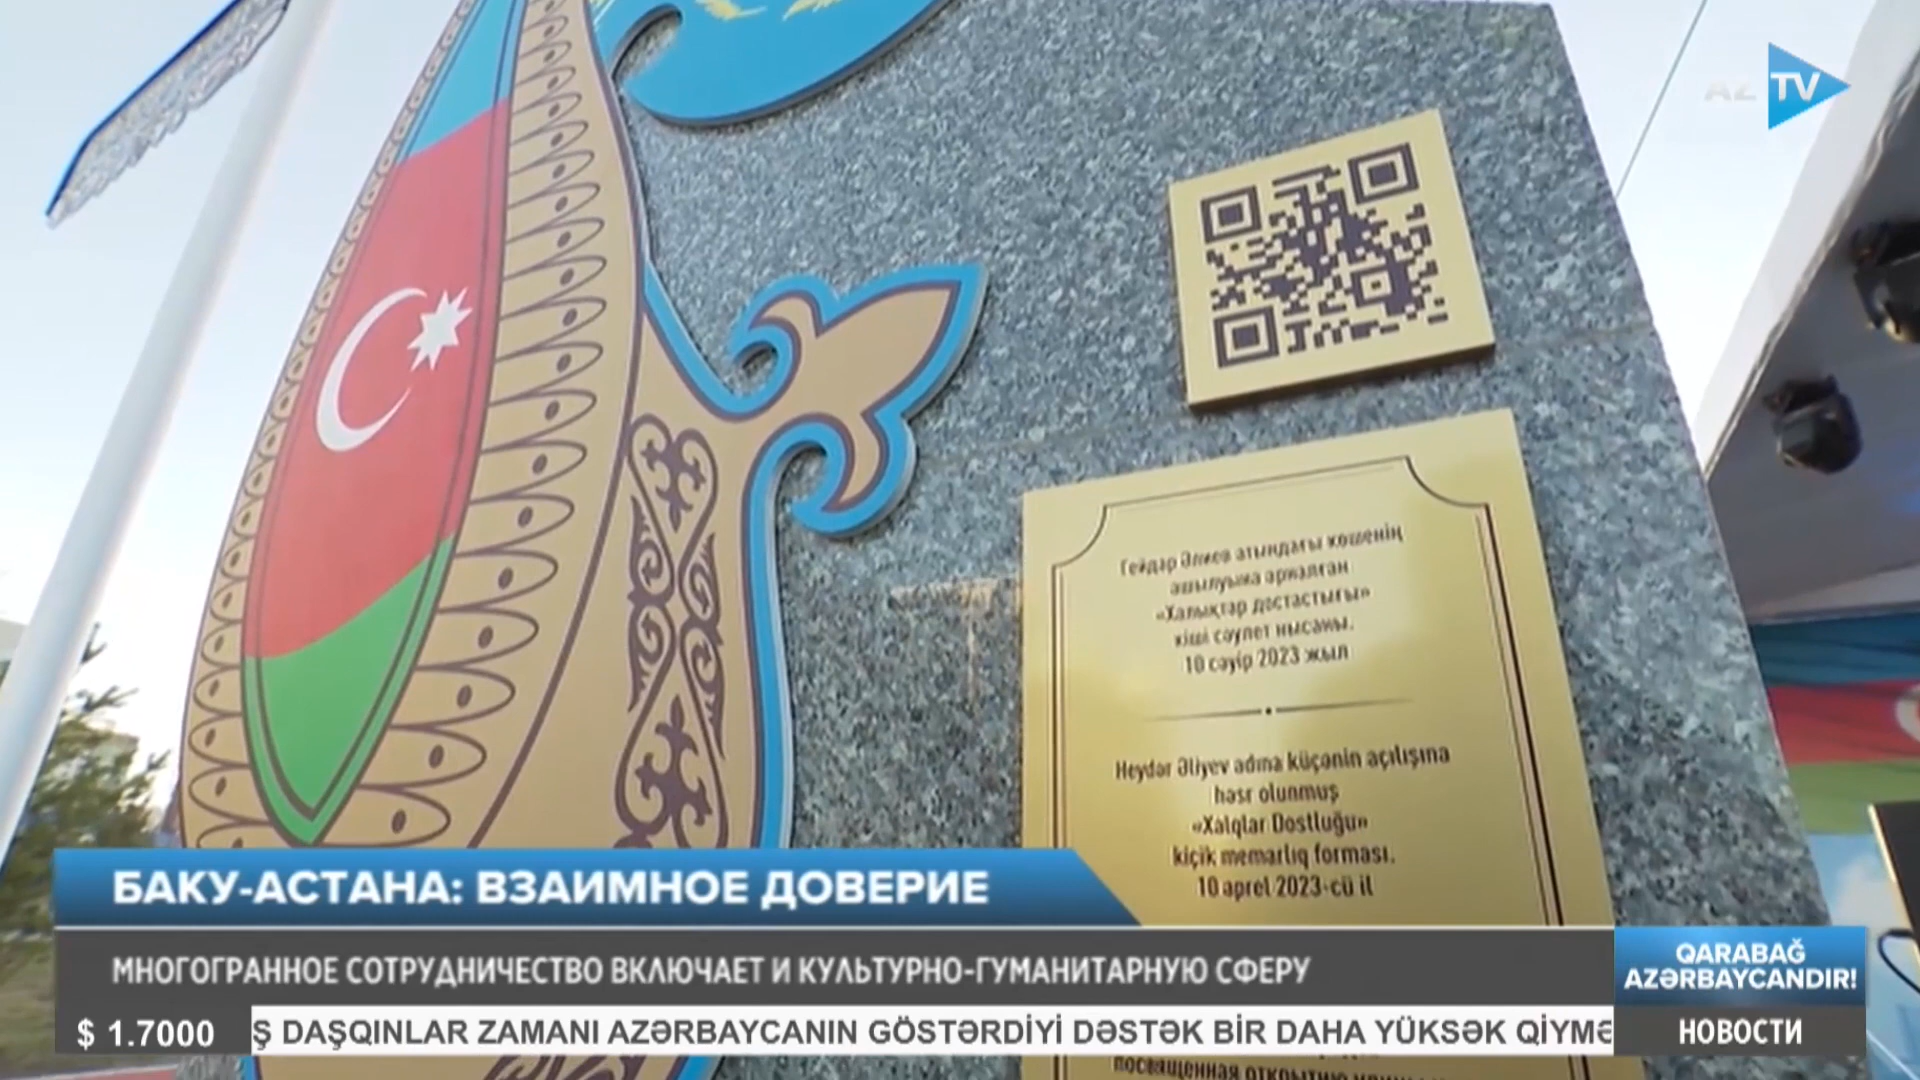 AZTV
Гейдар Әлиев атындағы көшенің
ашылуына арналған
«Халықтар достастығы»
кіші сәулет нысаны.
10 сәуір 2023 жыл
Heydər Əliyev adına küçənin açılışına
həsr olunmuş
«Xalqlar Dostluğu»
kiçik memarlıq forması.
10 aprel 2023-cü il
БАКУ-АСТАНА: ВЗАИМНОЕ ДОВЕРИЕ
МНОГОГРАННОЕ СОТРУДНИЧЕСТВО ВКЛЮЧАЕТ И КУЛЬТУРНО-ГУМАНИТАРНУЮ СФЕРУ
QARABAĞ
AZƏRBAYCANDIR!
$ 1.7000
Ş DAŞQINLAR ZAMANI AZƏRBAYCANIN GÖSTƏRDİYİ DƏSTƏK BİR DAHA YÜKSƏK QİYMƏ
НОВОСТИ
посвященная открытию